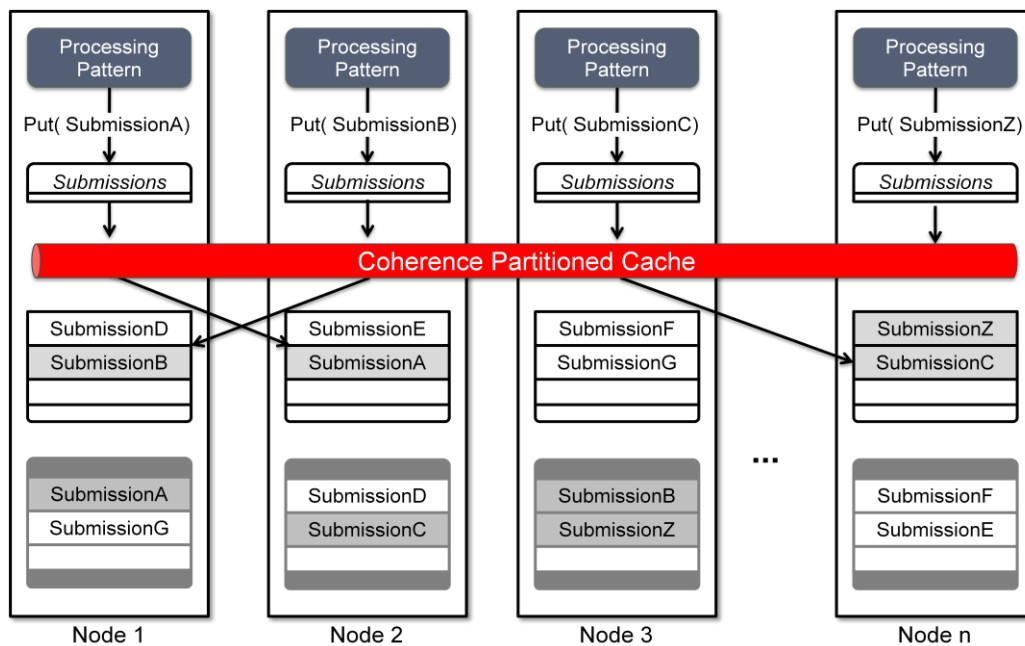 Processing
Pattern
Processing
Pattern
Processing
Pattern
Processing
Pattern
Put( SubmissionA)
Put( SubmissionB)
Put( SubmissionC)
Put( SubmissionZ)
Submissions
Submissions
Submissions
Submissions
Coherence Partitioned Cache
SubmissionD
SubmissionB
SubmissionE
SubmissionA
SubmissionF
SubmissionG
SubmissionZ
SubmissionC
...
SubmissionA
SubmissionG
SubmissionD
SubmissionC
SubmissionB
SubmissionZ
SubmissionF
SubmissionE
Node 1
Node 2
Node 3
Node n